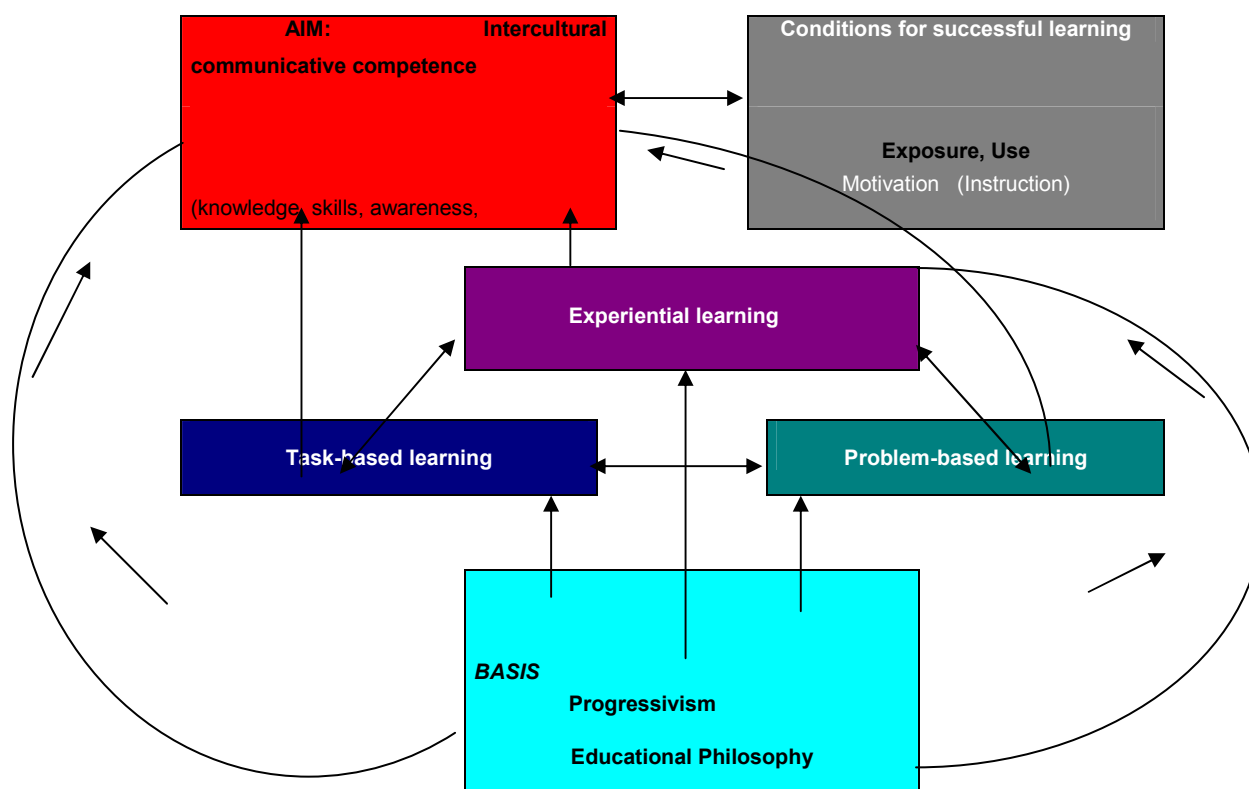 AIM: Intercultural
communicative competence
(knowledge, skills, awareness,
Conditions for successful learning
Exposure, Use
Motivation (Instruction)
Experiential learning
Task-based learning
Problem-based learning
BASIS
Progressivism
Educational Philosophy